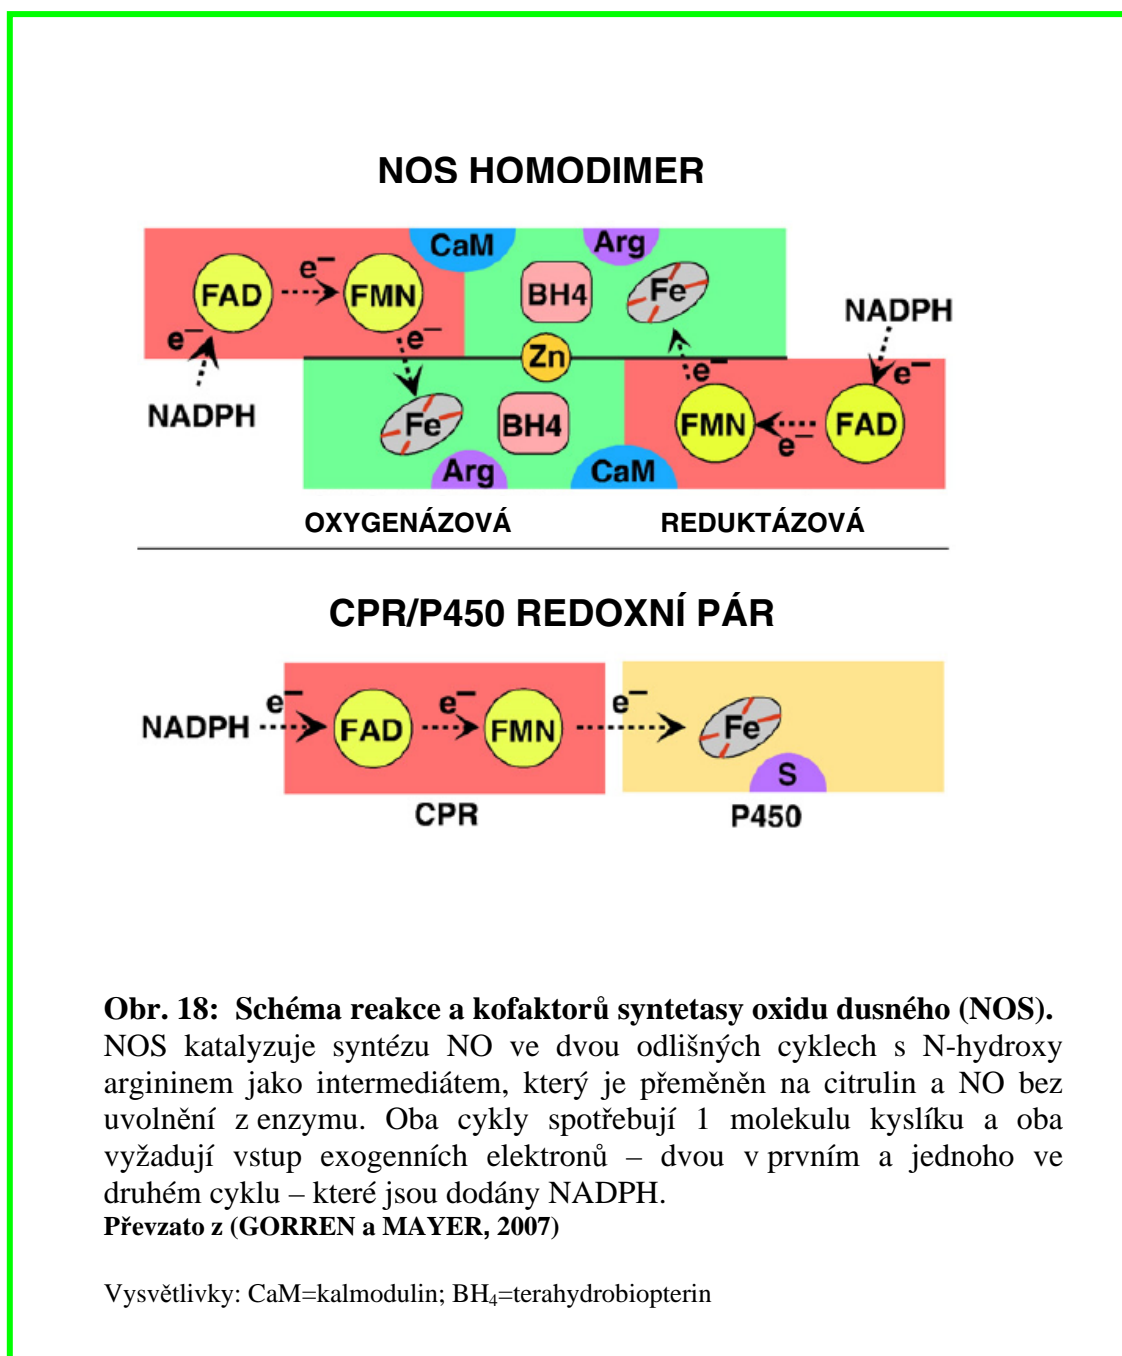 NOS HOMODIMER
CaM Arg
FAD e– FMN BH4 Fe
NADPH
e– e– Zn e– e–
NADPH Fe BH4 FMN e– FAD
Arg CaM
OXYGENÁZOVÁ REDUKTÁZOVÁ
CPR/P450 REDOXNÍ PÁR
NADPH e– FAD e– FMN e– Fe
S
CPR P450
Obr. 18: Schéma reakce a kofaktorů syntetasy oxidu dusného (NOS).
NOS katalyzuje syntézu NO ve dvou odlišných cyklech s N-hydroxy
argininem jako intermediátem, který je přeměněn na citrulin a NO bez
uvolnění z enzymu. Oba cykly spotřebují 1 molekulu kyslíku a oba
vyžadují vstup exogenních elektronů – dvou v prvním a jednoho ve
druhém cyklu – které jsou dodány NADPH.
Převzato z (GORREN a MAYER, 2007)
Vysvětlivky: CaM=kalmodulin; BH₄=terahydrobiopterin